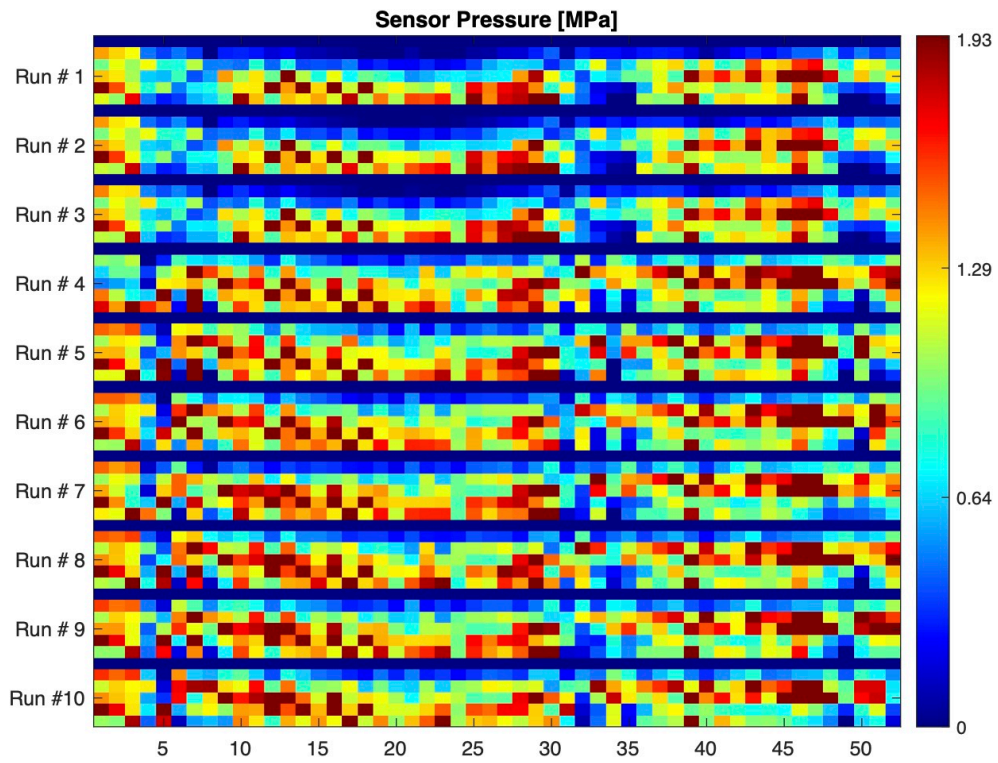 Sensor Pressure [MPa]
1.93
Run # 1
Run # 2
Run # 3
1.29
Run # 4
Run # 5
Run # 6
0.64
Run # 7
Run # 8
Run # 9
Run #10
0
5 10 15 20 25 30 35 40 45 50